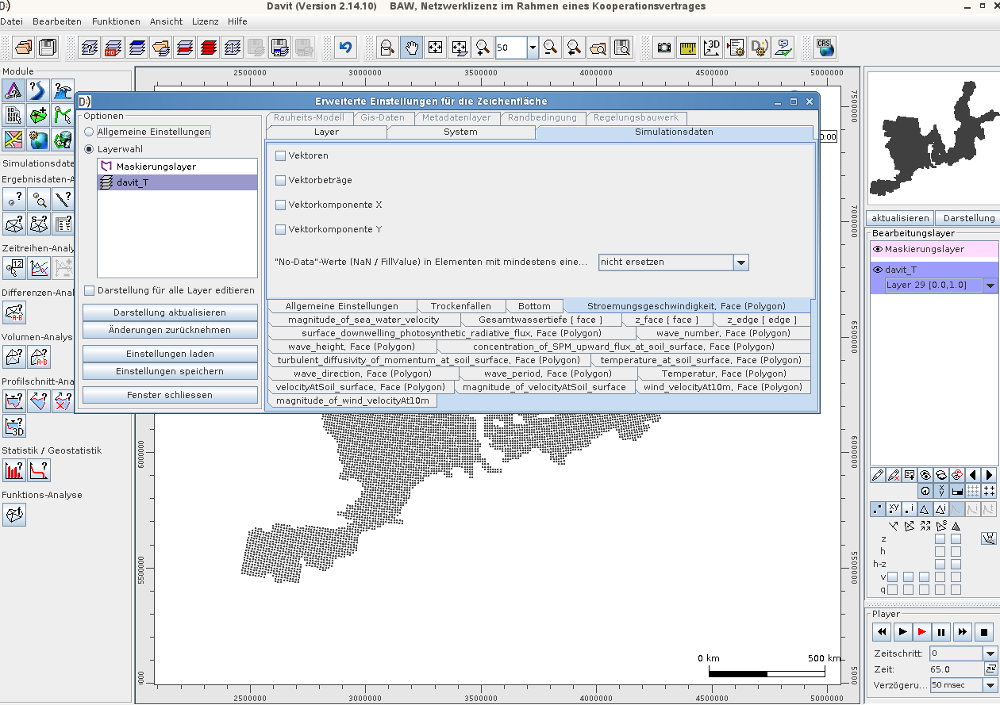 Davit (Version 2.14.10) BAW, Netzwerklizenz im Rahmen eines Kooperationsvertrages
Datei Bearbeiten Funktionen Ansicht Lizenz Hilfe
50
Module
Simulationsdate
Ergebnisdaten-A
Zeitreihen-Analy
Differenzen-Anal
Volumen-Analys
Profilschnitt-Ana
Statistik / Geostatistik
Funktions-Analyse
2500000 3000000 3500000 4000000 4500000 5000000
Erweiterte Einstellungen für die Zeichenfläche
Optionen
Allgemeine Einstellungen
Layerwahl
Maskierungslayer
davit_T
Darstellung für alle Layer editieren
Darstellung aktualisieren
Änderungen zurücknehmen
Einstellungen laden
Einstellungen speichern
Fenster schliessen
Rauheits-Modell Gis-Daten Metadatenlayer Randbedingung Regelungsbauwerk
Layer System Simulationsdaten
Vektoren
Vektorbeträge
Vektorkomponente X
Vektorkomponente Y
"No-Data"-Werte (NaN / FillValue) in Elementen mit mindestens eine... nicht ersetzen
Allgemeine Einstellungen Trockenfallen Bottom Stroemungsgeschwindigkeit, Face (Polygon)
magnitude_of_sea_water_velocity Gesamtwassertiefe [ face ] z_face [ face ] z_edge [ edge ]
surface_downwelling_photosynthetic_radiative_flux, Face (Polygon) wave_number, Face (Polygon)
wave_height, Face (Polygon) concentration_of_SPM_upward_flux_at_soil_surface, Face (Polygon)
turbulent_diffusivity_of_momentum_at_soil_surface, Face (Polygon) temperature_at_soil_surface, Face (Polygon)
wave_direction, Face (Polygon) wave_period, Face (Polygon) Temperatur, Face (Polygon)
velocityAtSoil_surface, Face (Polygon) magnitude_of_velocityAtSoil_surface wind_velocityAt10m, Face (Polygon)
magnitude_of_wind_velocityAt10m
0:00
7500000
7000000
6500000
6000000 6000000
5500000 5500000
0 km 500 km
2500000 3000000 3500000 4000000 4500000 5000000
aktualisieren Darstellung
Bearbeitungslayer
Maskierungslayer
davit_T
Layer 29 [0.0,1.0]
z
h
h-z
v
q
Player
Zeitschritt: 0
Zeit: 65.0
Verzögeru... 50 msec